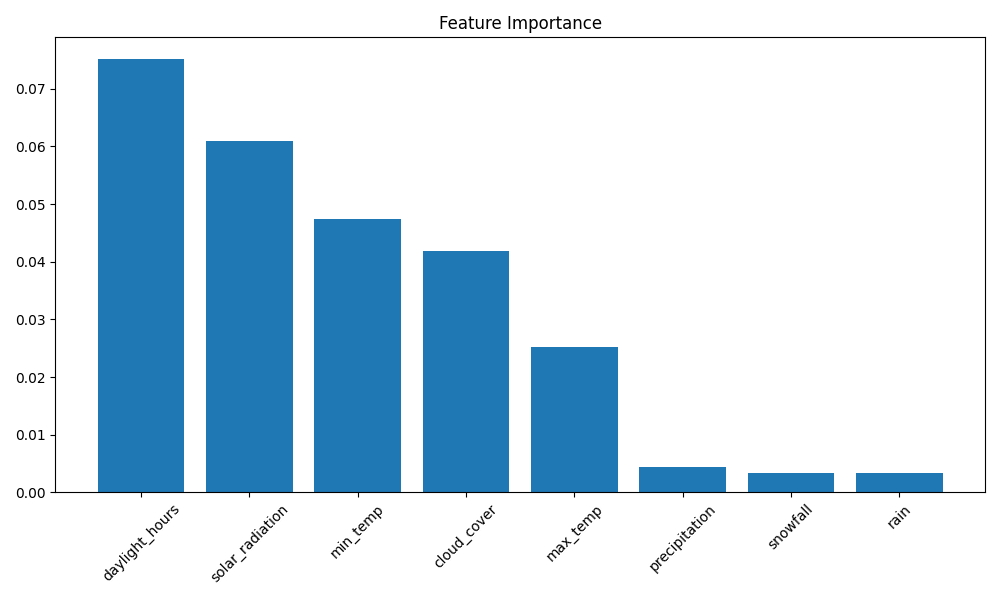 Feature Importance
0.07
0.06
0.05
0.04
0.03
0.02
0.01
0.00
daylight_hours
solar_radiation
min_temp
cloud_cover
max_temp
precipitation
snowfall
rain